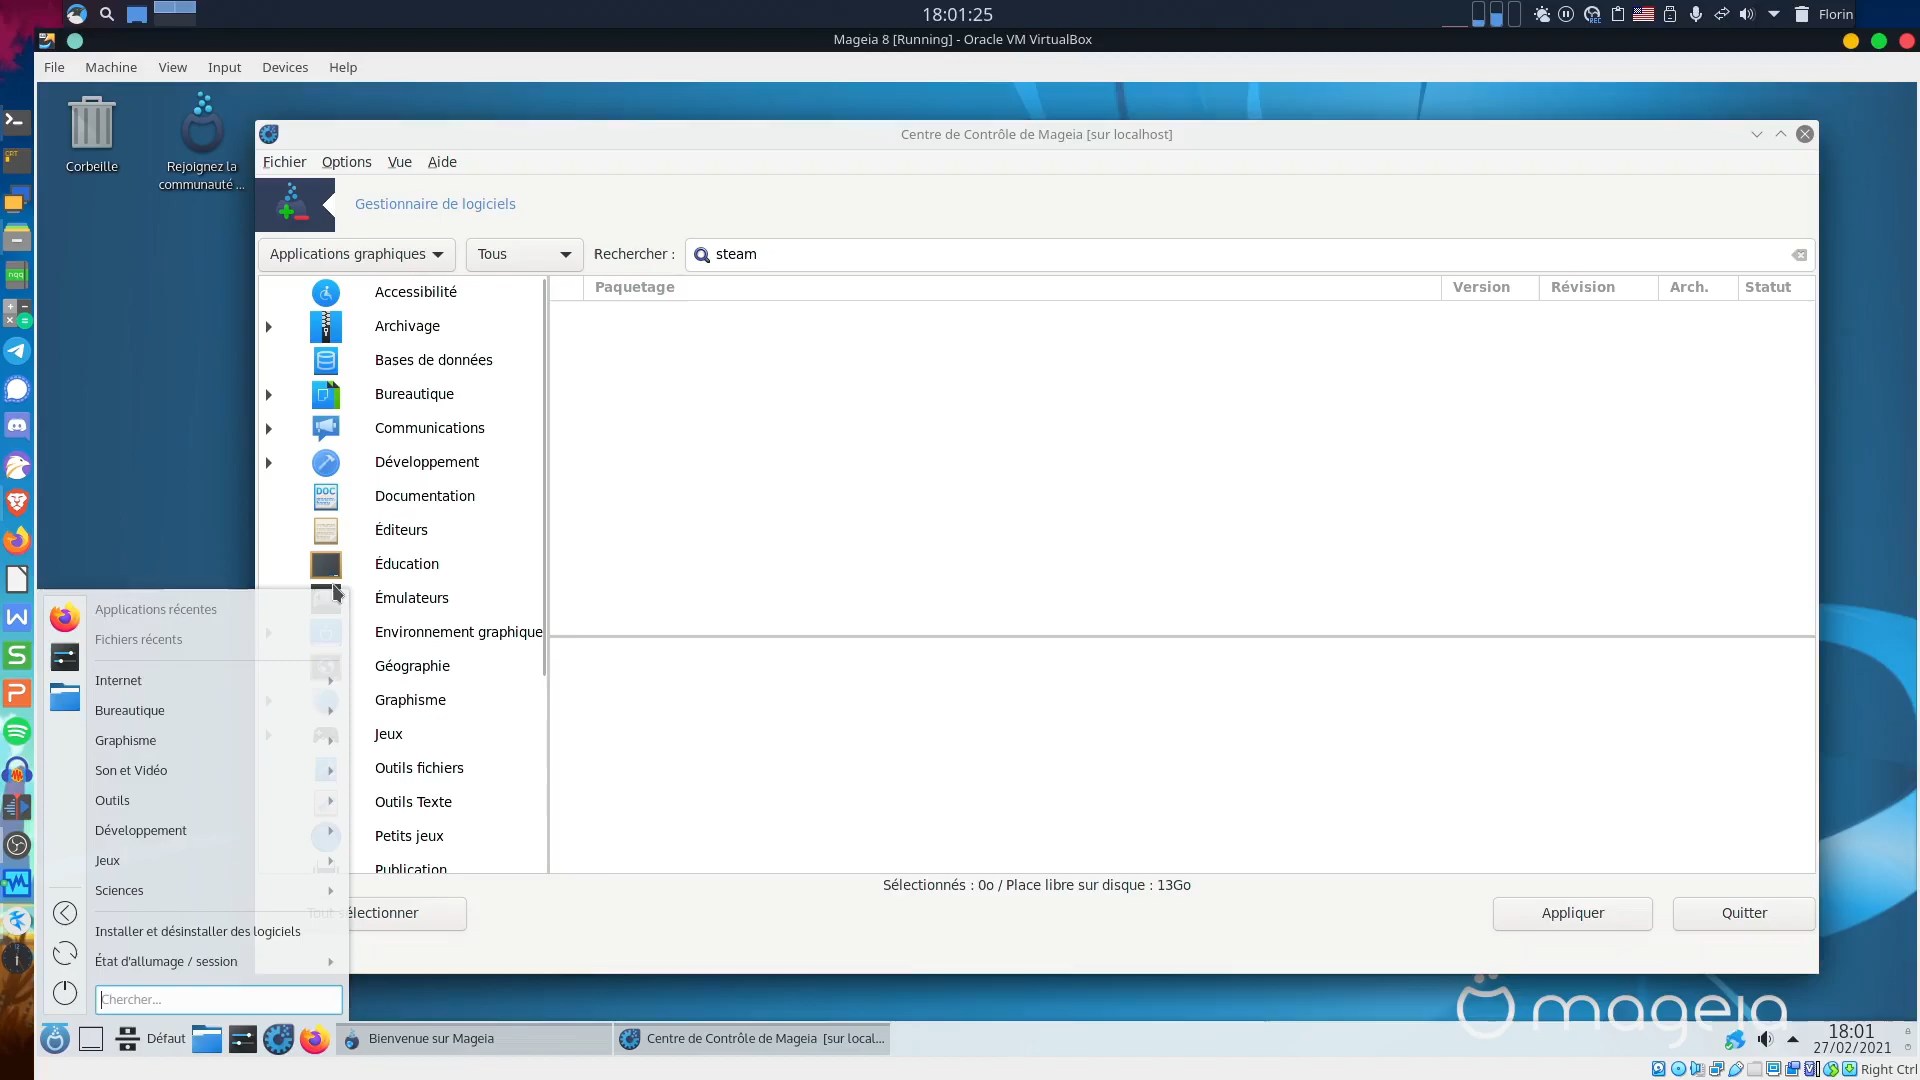 18:01:25
Florin
Mageia 8 [Running] - Oracle VM VirtualBox
File Machine View Input Devices Help
Corbeille
Rejoignez la
communauté ...
Centre de Contrôle de Mageia [sur localhost]
Fichier Options Vue Aide
Gestionnaire de logiciels
Applications graphiques
Tous
Rechercher :
steam
Paquetage Version Révision Arch. Statut
Accessibilité
Archivage
Bases de données
Bureautique
Communications
Développement
Documentation
Éditeurs
Éducation
Émulateurs
Environnement graphique
Géographie
Graphisme
Jeux
Outils fichiers
Outils Texte
Petits jeux
Publication
Sélectionnés : 0o / Place libre sur disque : 13Go
Tout sélectionner
Appliquer
Quitter
Applications récentes
Fichiers récents
Internet
Bureautique
Graphisme
Son et Vidéo
Outils
Développement
Jeux
Sciences
Installer et désinstaller des logiciels
État d'allumage / session
Chercher...
mageia
Défaut
Bienvenue sur Mageia
Centre de Contrôle de Mageia [sur local...
18:01
27/02/2021
Right Ctrl